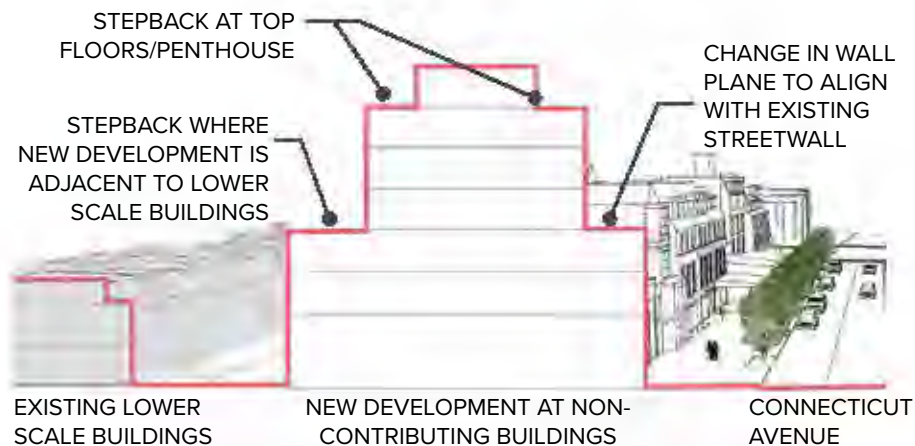 STEPBACK AT TOP
FLOORS/PENTHOUSE
CHANGE IN WALL
PLANE TO ALIGN
WITH EXISTING
STREETWALL
STEPBACK WHERE
NEW DEVELOPMENT IS
ADJACENT TO LOWER
SCALE BUILDINGS
EXISTING LOWER
SCALE BUILDINGS
NEW DEVELOPMENT AT NON-
CONTRIBUTING BUILDINGS
CONNECTICUT
AVENUE